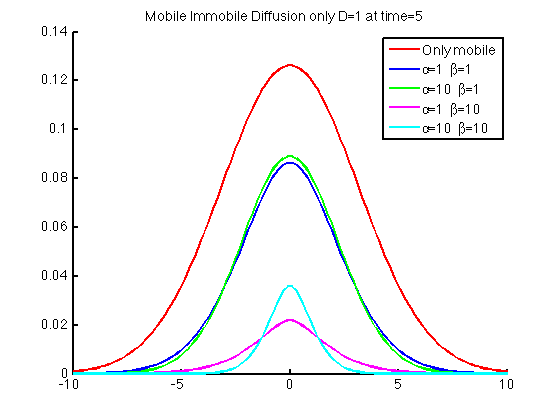 Mobile Immobile Diffusion only D=1 at time=5
0.14
0.12
0.1
0.08
0.06
0.04
0.02
0
Only mobile
α=1 β=1
α=10 β=1
α=1 β=10
α=10 β=10
-10 -5 0 5 10